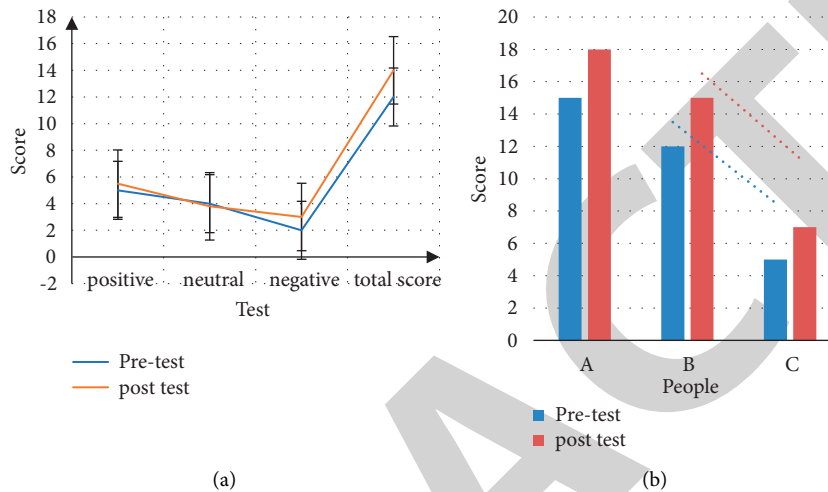 18
16
14
12
10
8
6
4
2
0
-2
Score
positive neutral negative total score
Test
Pre-test
post test
(a)
20
18
16
14
12
10
8
6
4
2
0
Score
A B C
People
Pre-test
post test
(b)